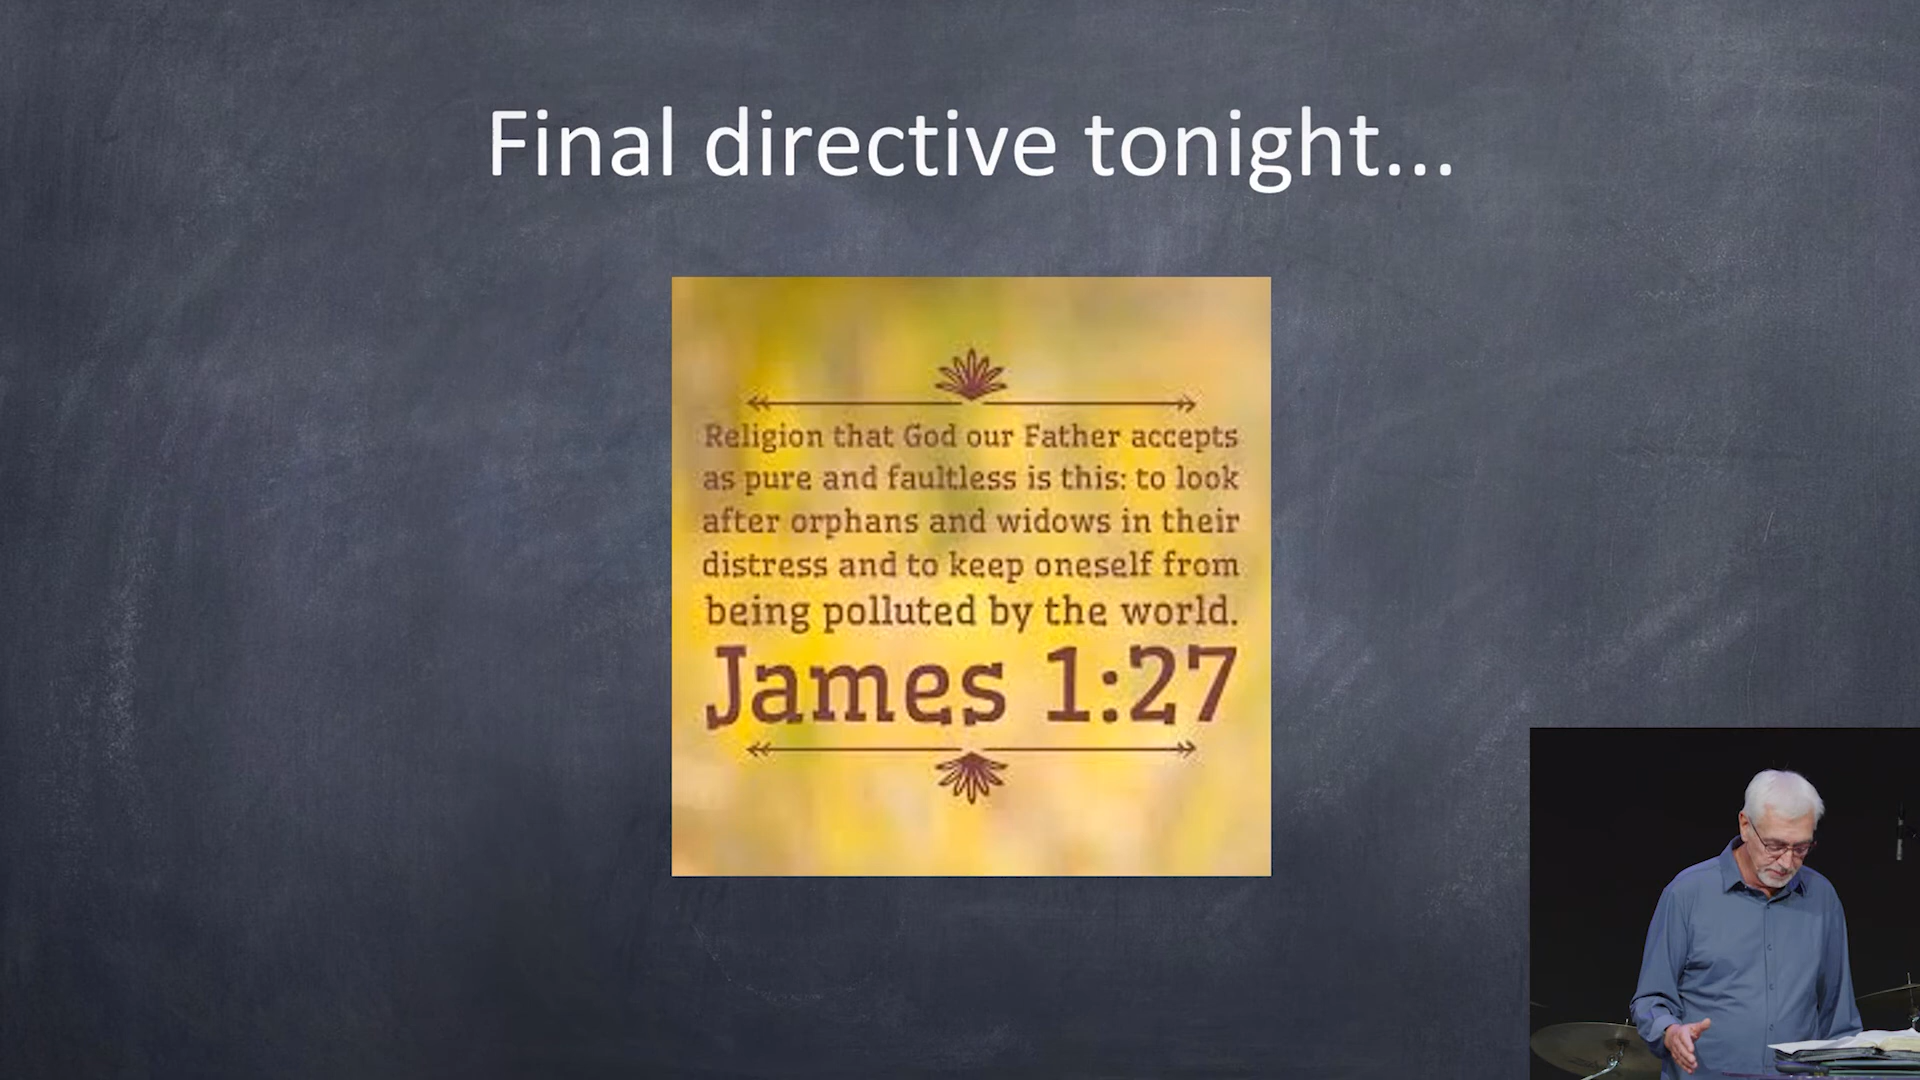 Final directive tonight...
Religion that God our Father accepts
as pure and faultless is this: to look
after orphans and widows in their
distress and to keep oneself from
being polluted by the world.
James 1:27